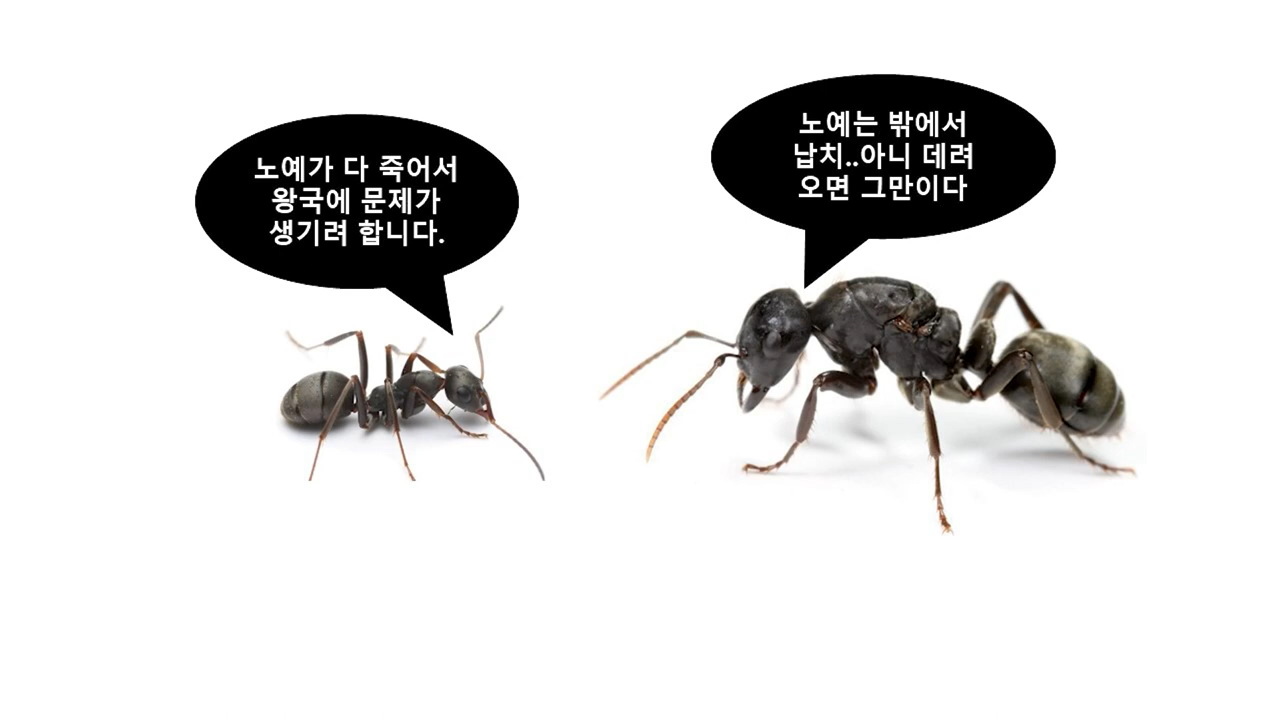 노예가 다 죽어서
왕국에 문제가
생기려 합니다.
노예는 밖에서
납치..아니 데려
오면 그만이다